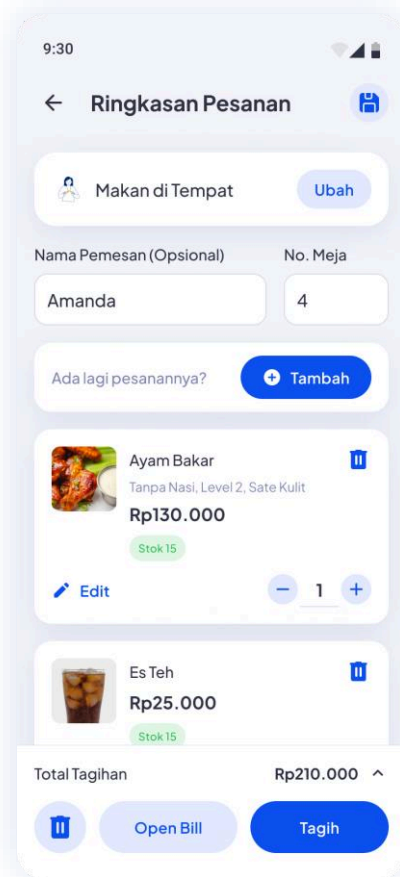 9:30
Ringkasan Pesanan
Makan di Tempat
Ubah
Nama Pemesan (Opsional)
No. Meja
Amanda
4
Ada lagi pesanannya?
Tambah
Ayam Bakar
Tanpa Nasi, Level 2, Sate Kulit
Rp130.000
Stok 15
Edit
1
Es Teh
Rp25.000
Stok 15
Total Tagihan
Rp210.000
Open Bill
Tagih